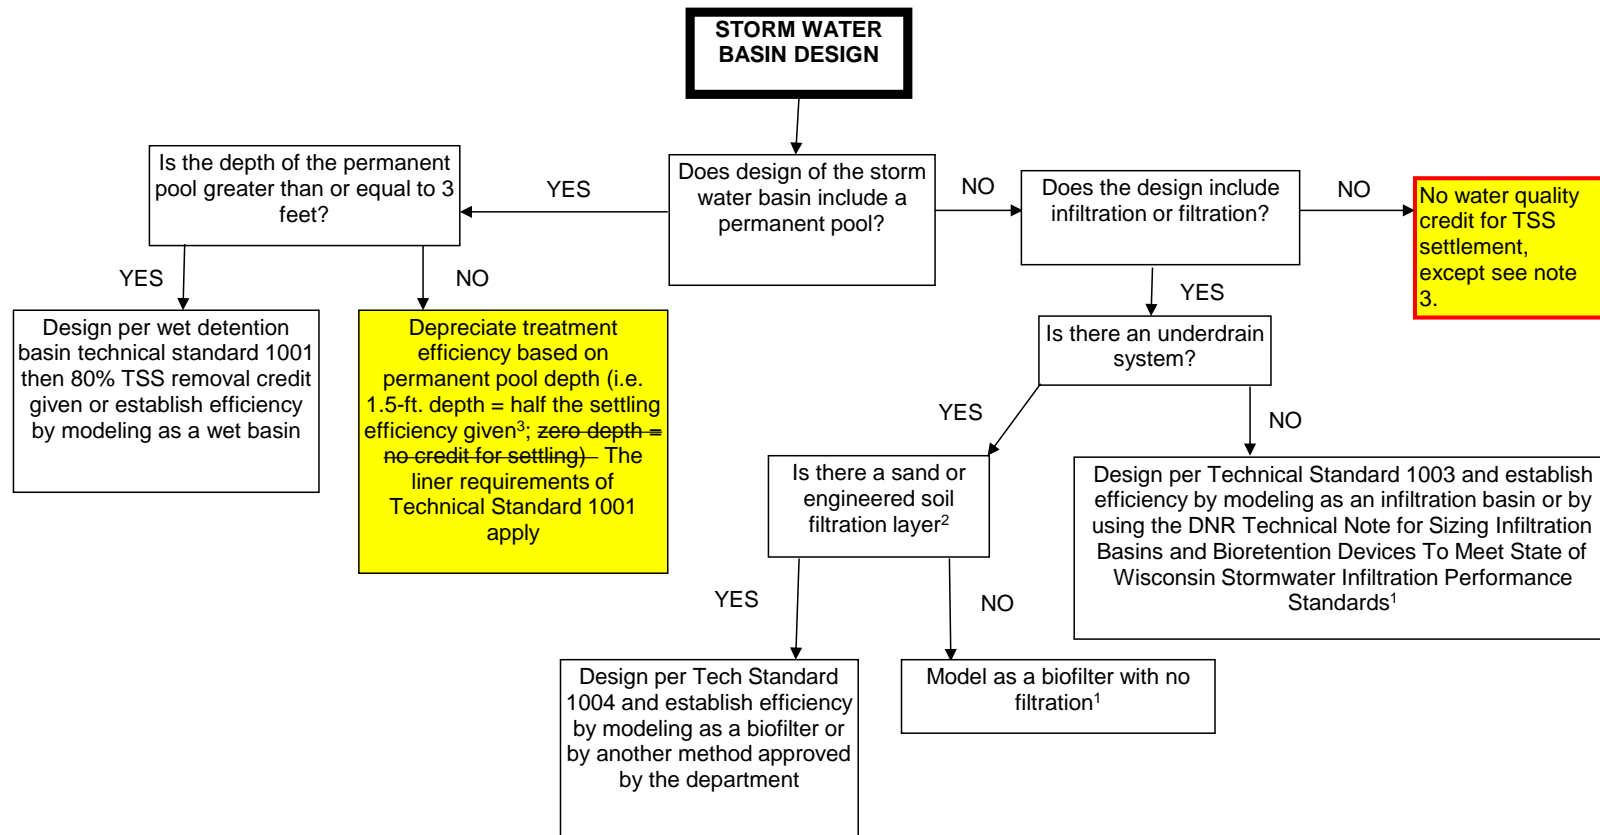 STORM WATER
BASIN DESIGN
Is the depth of the permanent
pool greater than or equal to 3
feet?
YES
Does design of the storm
water basin include a
permanent pool?
NO
Does the design include
infiltration or filtration?
NO
No water quality
credit for TSS
settlement,
except see note
3.
YES
NO
YES
Design per wet detention
basin technical standard 1001
then 80% TSS removal credit
given or establish efficiency
by modeling as a wet basin
Depreciate treatment
efficiency based on
permanent pool depth (i.e.
1.5-ft. depth = half the settling
efficiency given³; zero depth =
no credit for settling) The
liner requirements of
Technical Standard 1001
apply
Is there an underdrain
system?
YES
NO
Is there a sand or
engineered soil
filtration layer²
Design per Technical Standard 1003 and establish
efficiency by modeling as an infiltration basin or by
using the DNR Technical Note for Sizing Infiltration
Basins and Bioretention Devices To Meet State of
Wisconsin Stormwater Infiltration Performance
Standards¹
YES
NO
Design per Tech Standard
1004 and establish efficiency
by modeling as a biofilter or
by another method approved
by the department
Model as a biofilter with no
filtration¹